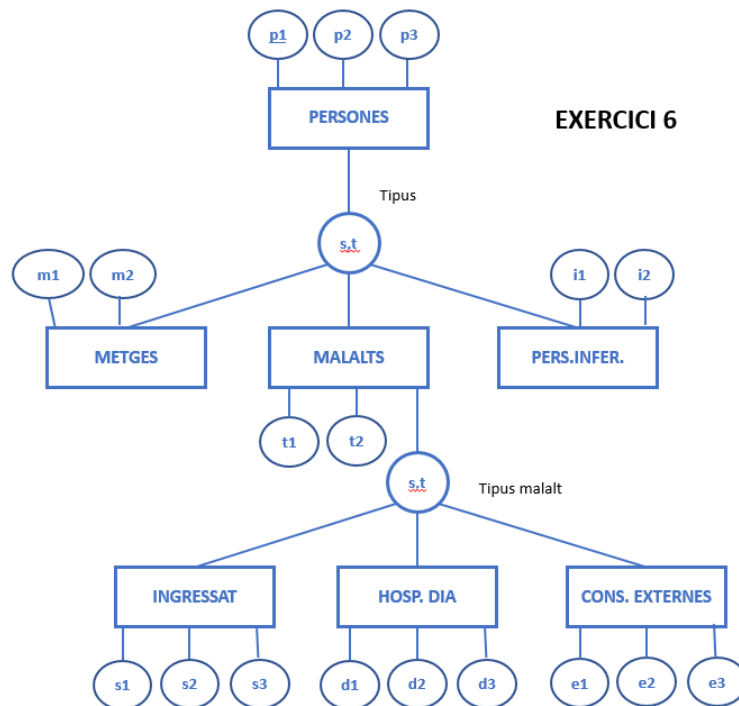 p1 p2 p3
PERSONES
EXERCICI 6
Tipus
s,t
m1 m2 i1 i2
METGES MALALTS PERS.INFER.
t1 t2
s,t
Tipus malalt
INGRESSAT HOSP. DIA CONS. EXTERNES
s1 s2 s3 d1 d2 d3 e1 e2 e3